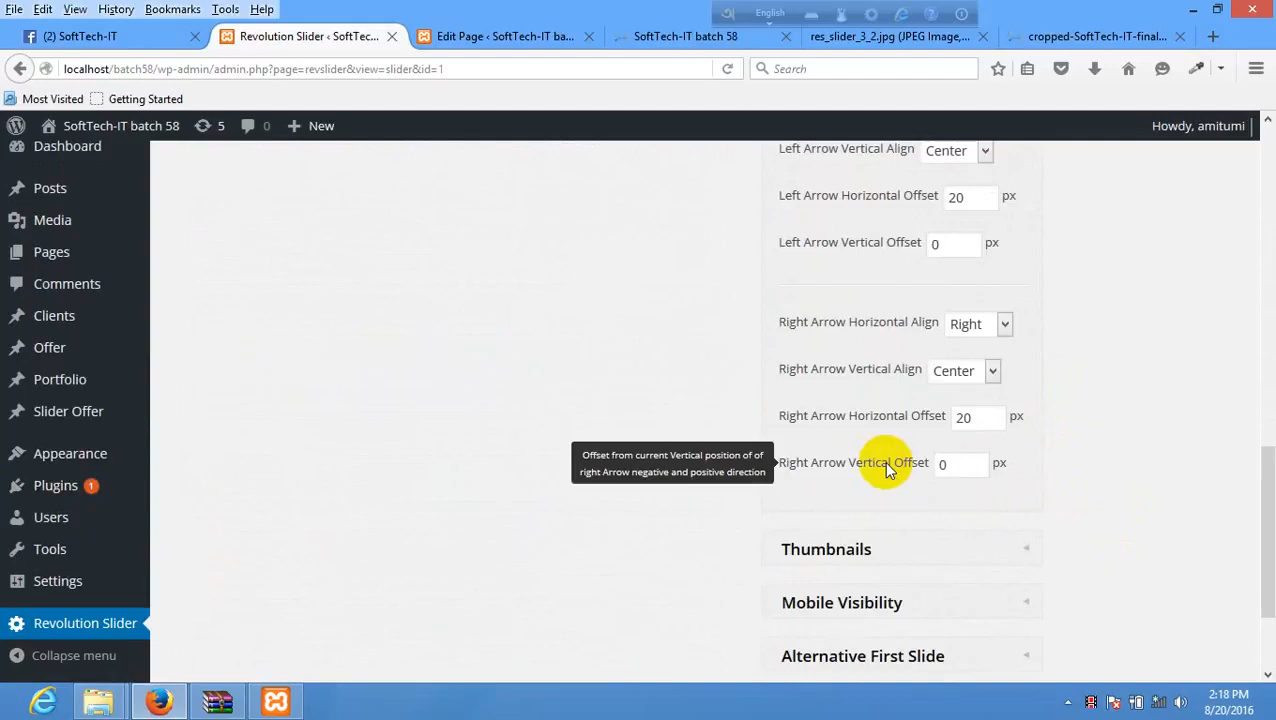 File Edit View History Bookmarks Tools Help
English
(2) SoftTech-IT
Revolution Slider ‹ SoftTec...
Edit Page ‹ SoftTech-IT ba...
SoftTech-IT batch 58
res_slider_3_2.jpg (JPEG Image,...
cropped-SoftTech-IT-final...
localhost/batch58/wp-admin/admin.php?page=revslider&view=slider&id=1
Search
Most Visited
Getting Started
SoftTech-IT batch 58
5
0
New
Howdy, amitumi
Dashboard
Posts
Media
Pages
Comments
Clients
Offer
Portfolio
Slider Offer
Appearance
Plugins 1
Users
Tools
Settings
Revolution Slider
Collapse menu
Left Arrow Vertical Align Center
Left Arrow Horizontal Offset 20 px
Left Arrow Vertical Offset 0 px
Right Arrow Horizontal Align Right
Right Arrow Vertical Align Center
Right Arrow Horizontal Offset 20 px
Offset from current Vertical position of of
right Arrow negative and positive direction
Right Arrow Vertical Offset 0 px
Thumbnails
Mobile Visibility
Alternative First Slide
2:18 PM
8/20/2016